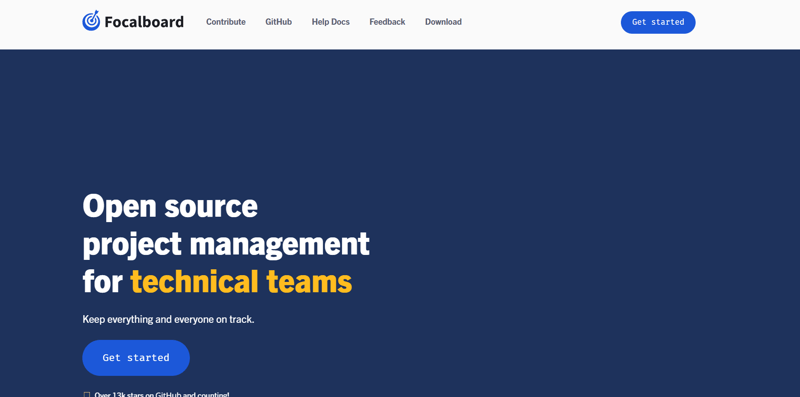 Focalboard Contribute GitHub Help Docs Feedback Download Get started
Open source
project management
for technical teams
Keep everything and everyone on track.
Get started
Over 13k stars on GitHub and counting!